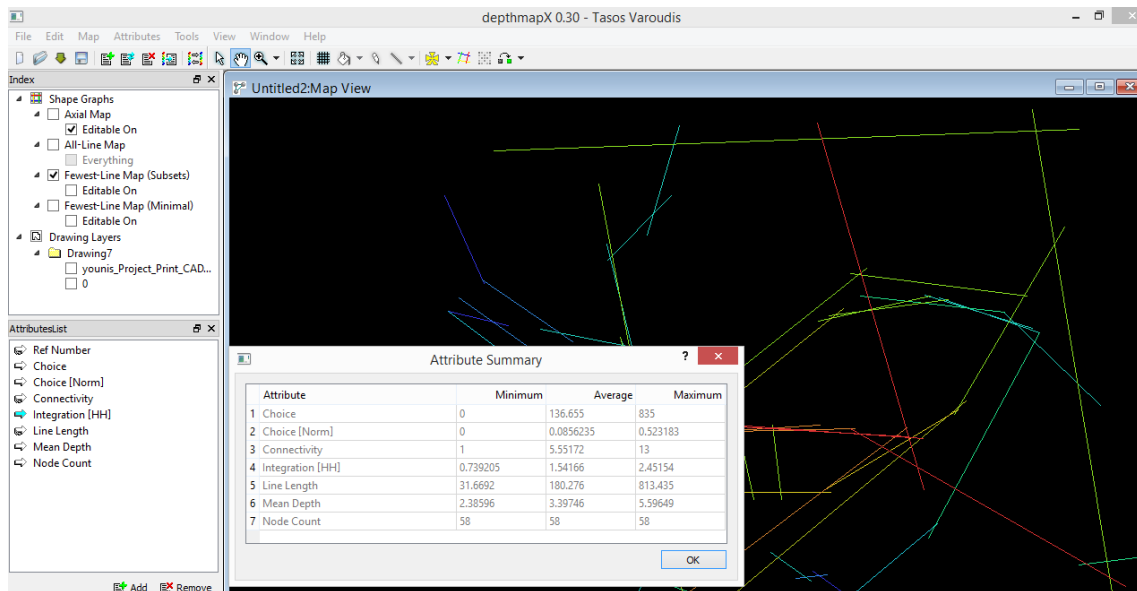 depthmapX 0.30 - Tasos Varoudis
File Edit Map Attributes Tools View Window Help
Index
Shape Graphs
Axial Map
Editable On
All-Line Map
Everything
Fewest-Line Map (Subsets)
Editable On
Fewest-Line Map (Minimal)
Editable On
Drawing Layers
Drawing7
younis_Project_Print_CAD...
0
AttributesList
Ref Number
Choice
Choice [Norm]
Connectivity
Integration [HH]
Line Length
Mean Depth
Node Count
Add Remove
Untitled2:Map View
Attribute Summary
?
Attribute Minimum Average Maximum
1 Choice 0 136.655 835
2 Choice [Norm] 0 0.0856235 0.523183
3 Connectivity 1 5.55172 13
4 Integration [HH] 0.739205 1.54166 2.45154
5 Line Length 31.6692 180.276 813.435
6 Mean Depth 2.38596 3.39746 5.59649
7 Node Count 58 58 58
OK